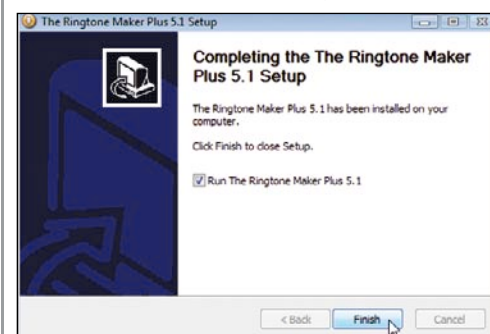 The Ringtone Maker Plus 5.1 Setup
Completing the The Ringtone Maker
Plus 5.1 Setup
The Ringtone Maker Plus 5.1 has been installed on your
computer.
Click Finish to close Setup.
Run The Ringtone Maker Plus 5.1
< Back
Finish
Cancel